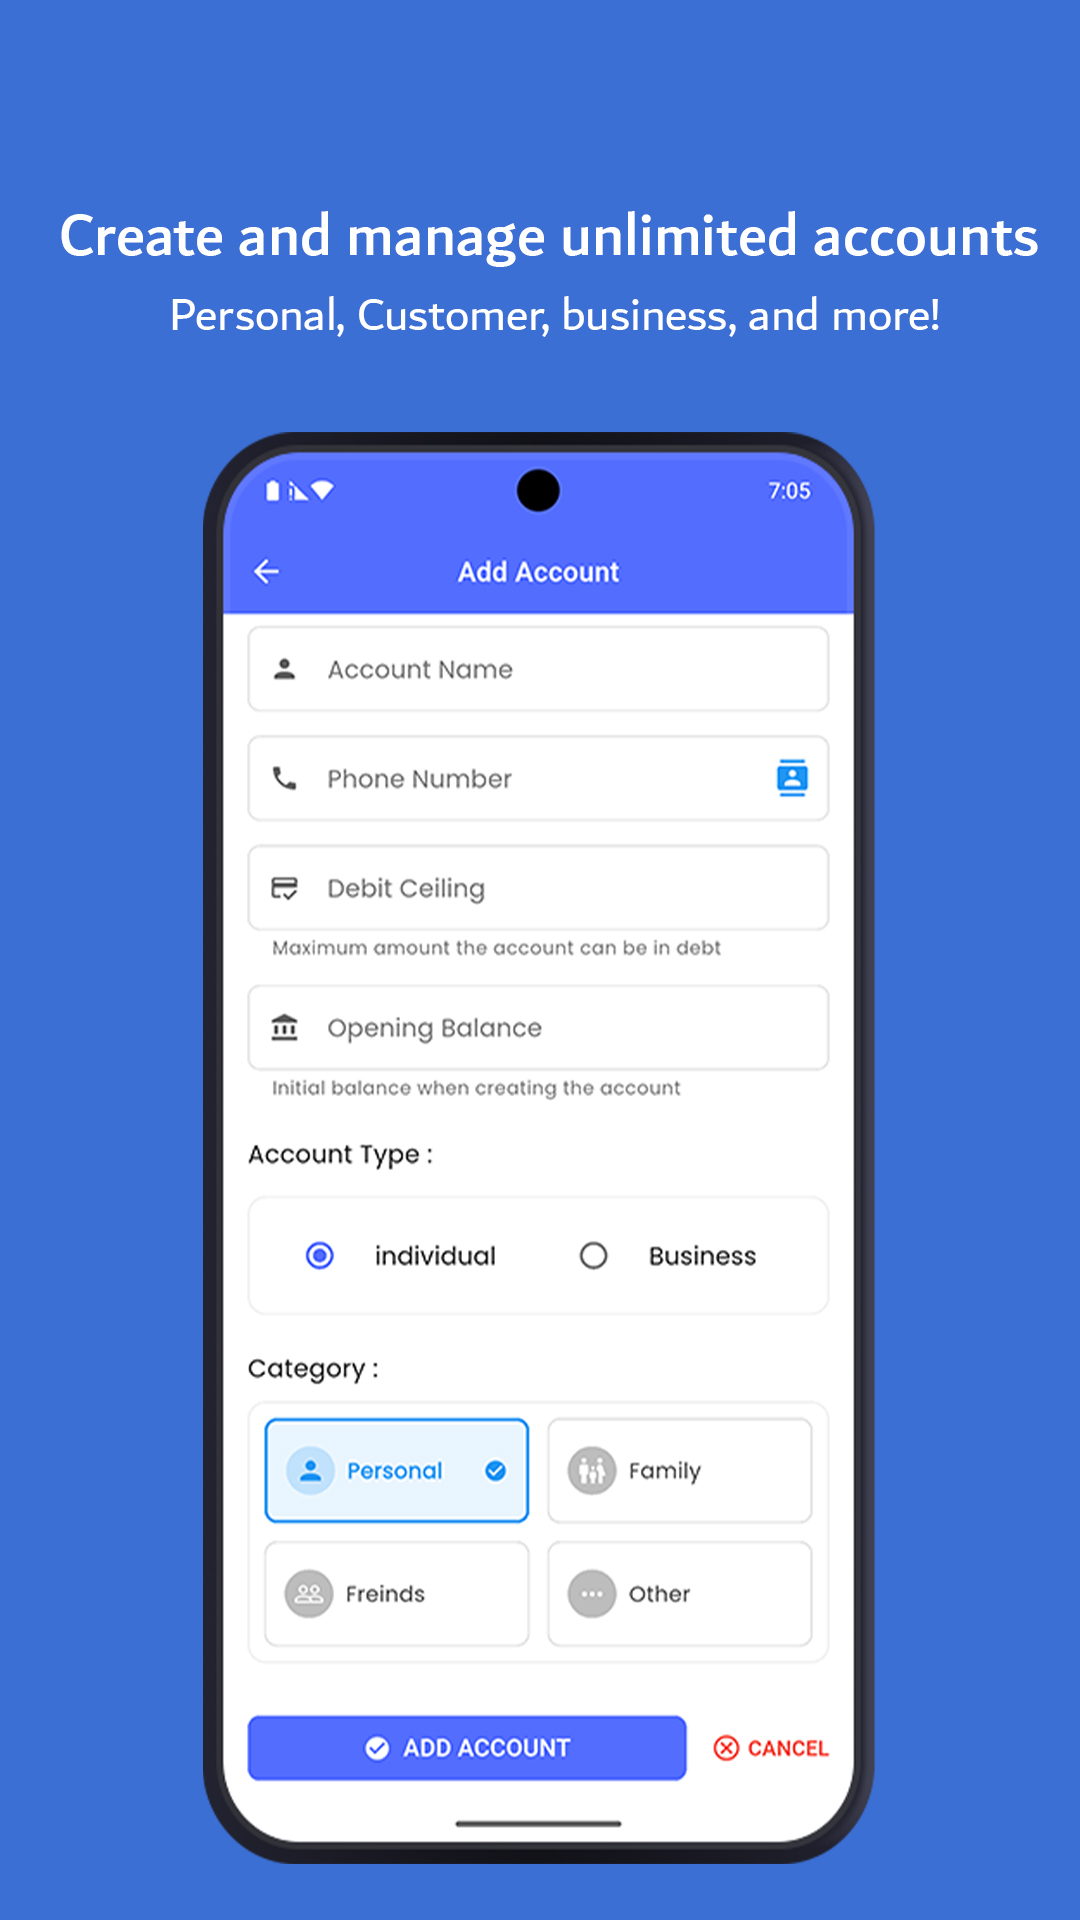 Create and manage unlimited accounts
Personal, Customer, business, and more!
7:05
Add Account
Account Name
Phone Number
Debit Ceiling
Maximum amount the account can be in debt
Opening Balance
Initial balance when creating the account
Account Type :
individual Business
Category :
Personal Family
Freinds Other
ADD ACCOUNT CANCEL